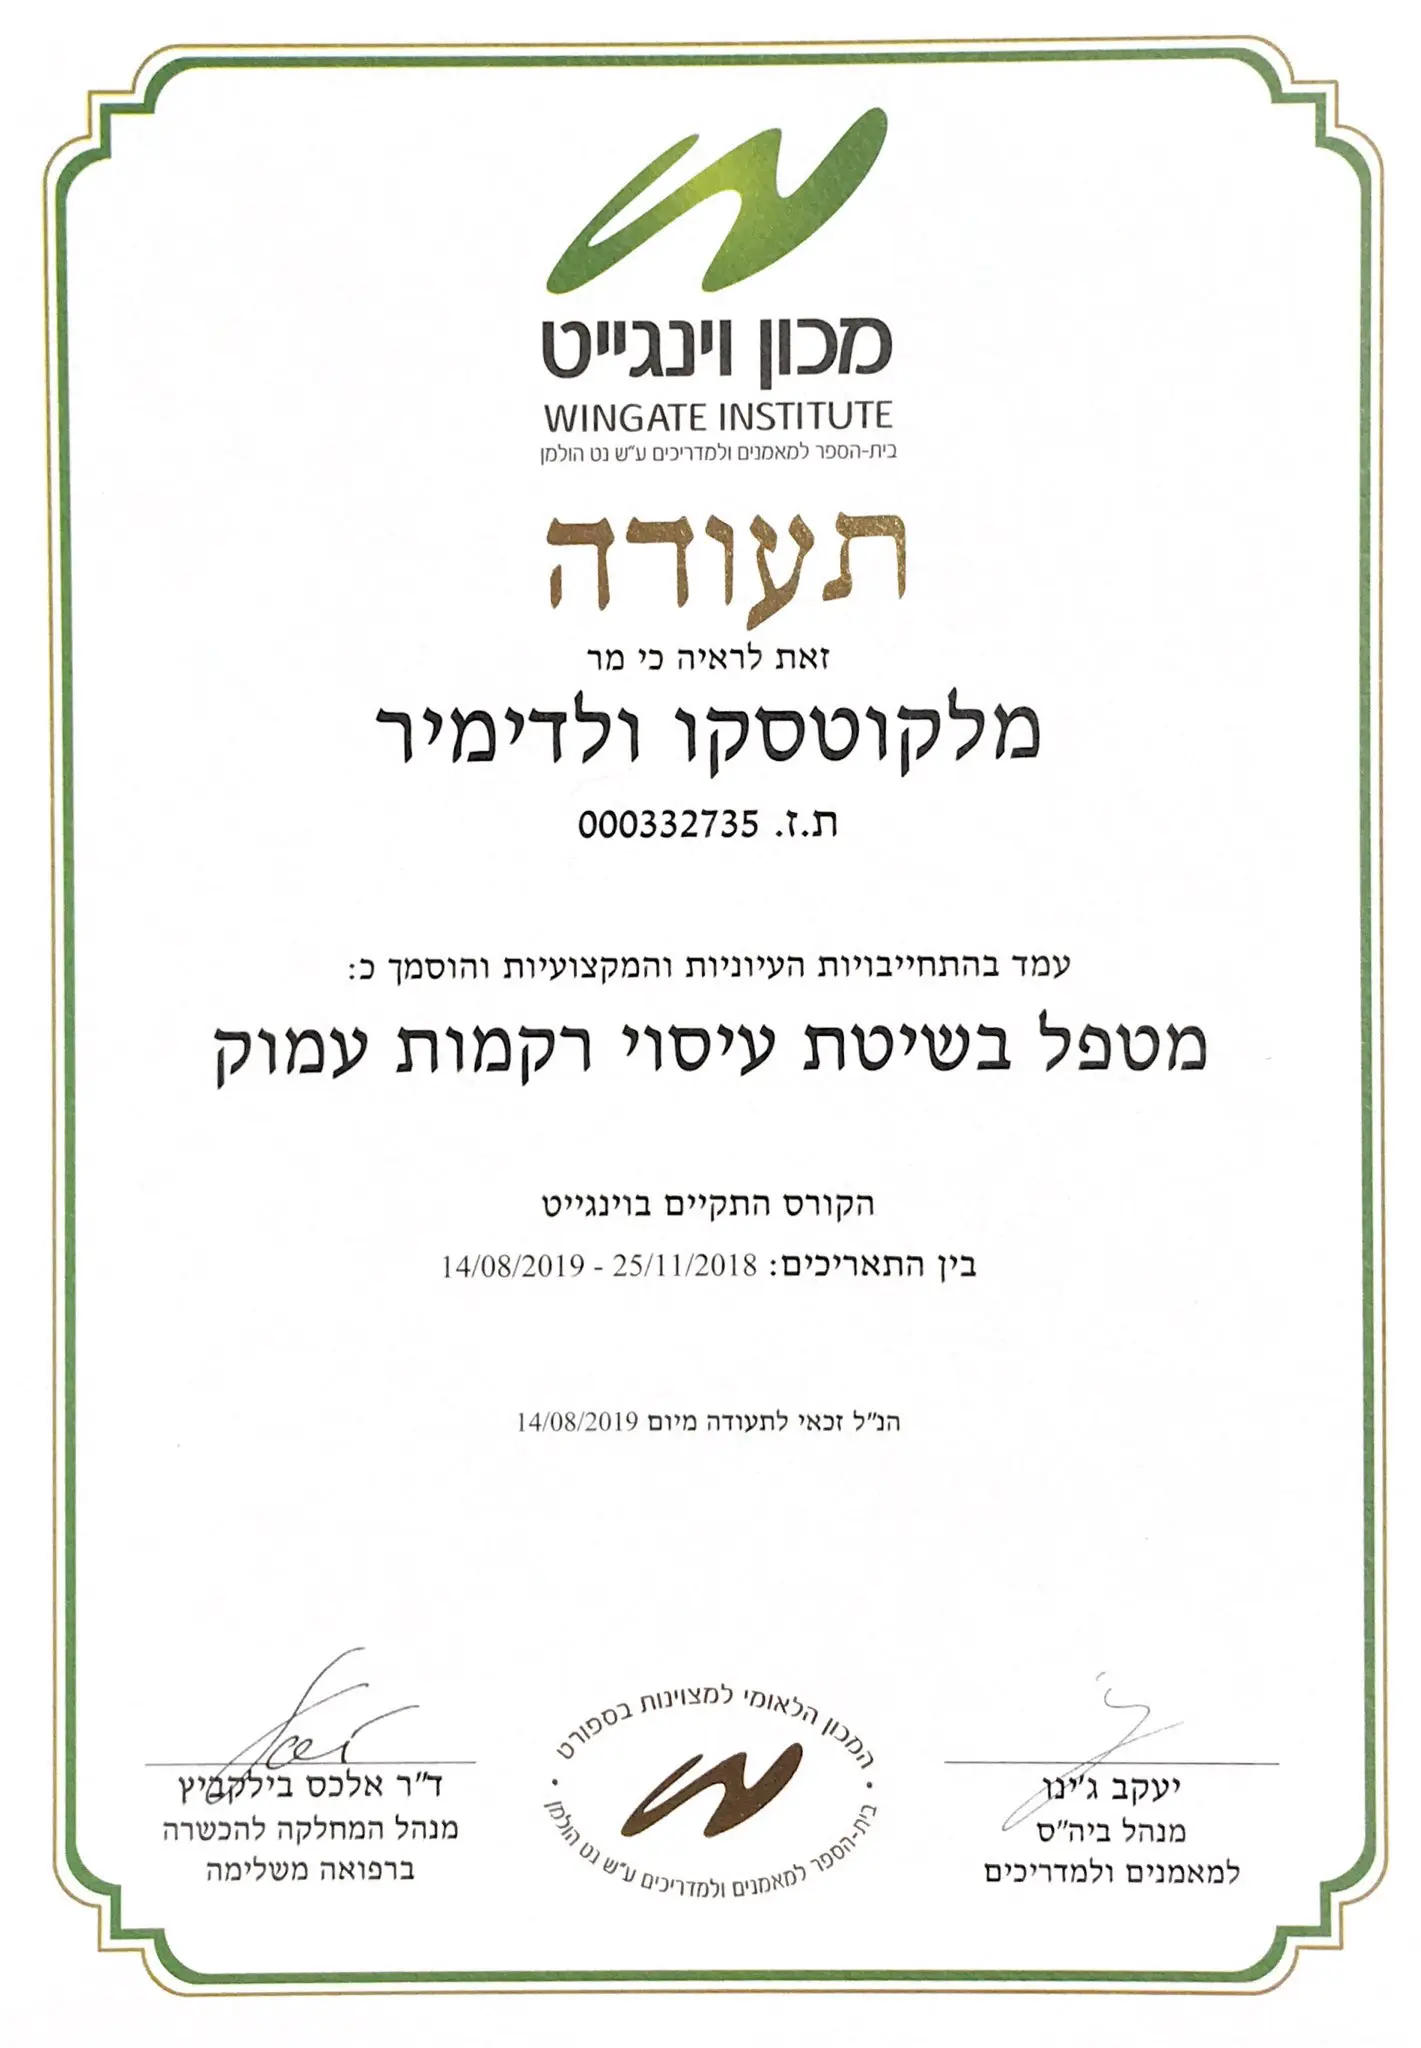 מכון וינגייט
WINGATE INSTITUTE
בית-הספר למאמנים ולמדריכים ע"ש נט הולמן
תעודה
זאת לראיה כי מר
מלקוטסקו ולדימיר
ת.ז. 000332735
עמד בהתחייבויות העיוניות והמקצועיות והוסמך כ:
מטפל בשיטת עיסוי רקמות עמוק
הקורס התקיים בוינגייט
בין התאריכים: 25/11/2018 - 14/08/2019
הנ"ל זכאי לתעודה מיום 14/08/2019
יעקב ג'ינו
מנהל ביה"ס
למאמנים ולמדריכים
המכון הלאומי למצוינות בספורט
בית-הספר למאמנים ולמדריכים ע"ש נט הולמן
ד"ר אלכס בילקביץ
מנהל המחלקה להכשרה
ברפואה משלימה